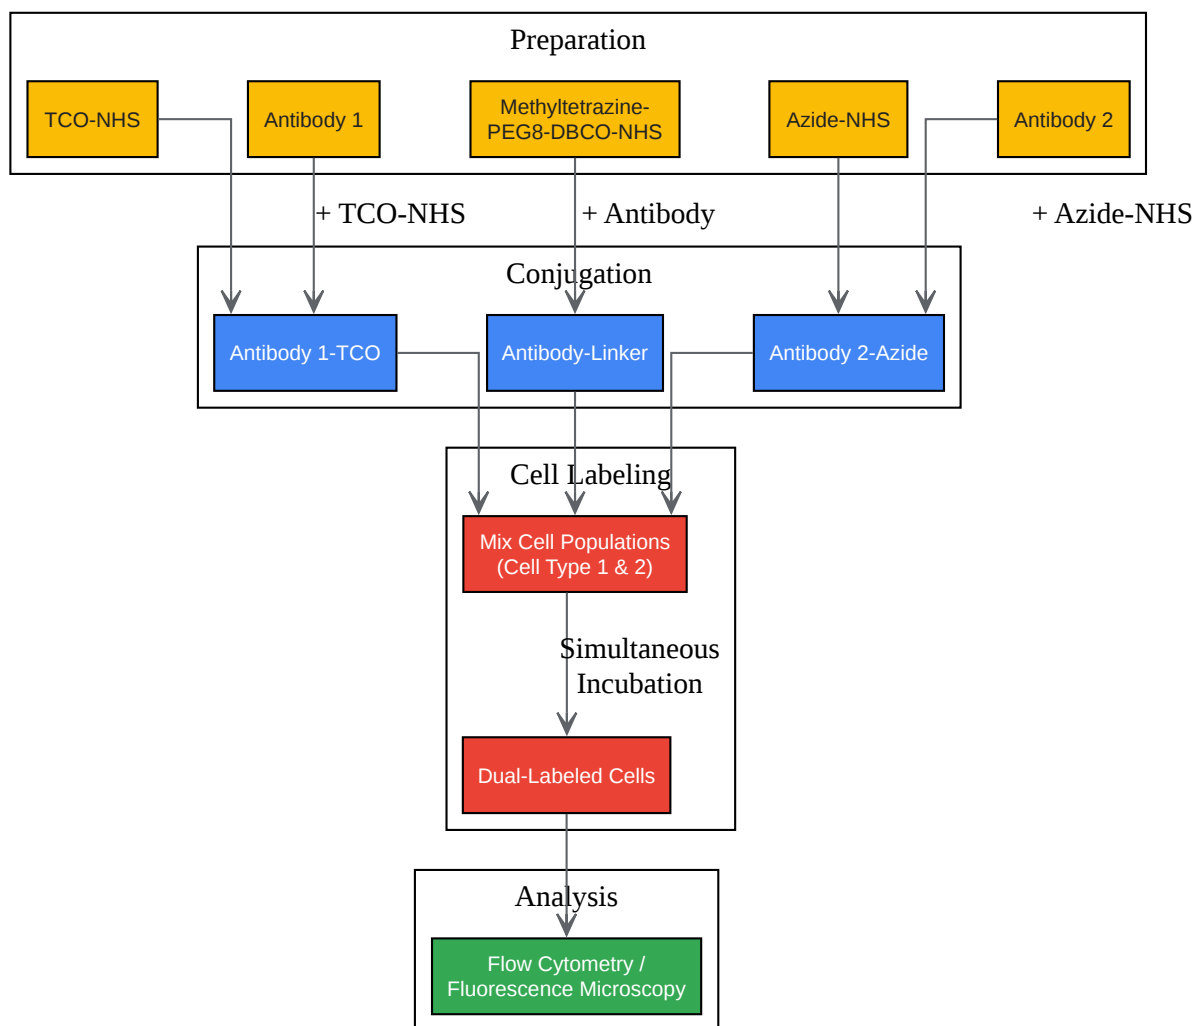 Preparation
TCO-NHS
Antibody 1
Methyltetrazine-
PEG8-DBCO-NHS
Azide-NHS
Antibody 2
+ TCO-NHS
+ Antibody
+ Azide-NHS
Conjugation
Antibody 1-TCO
Antibody-Linker
Antibody 2-Azide
Cell Labeling
Mix Cell Populations
(Cell Type 1 & 2)
Simultaneous
Incubation
Dual-Labeled Cells
Analysis
Flow Cytometry /
Fluorescence Microscopy